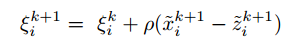 ξ_i^{k+1} = ξ_i^k + ρ(x̃_i^{k+1} − z̃_i^{k+1})